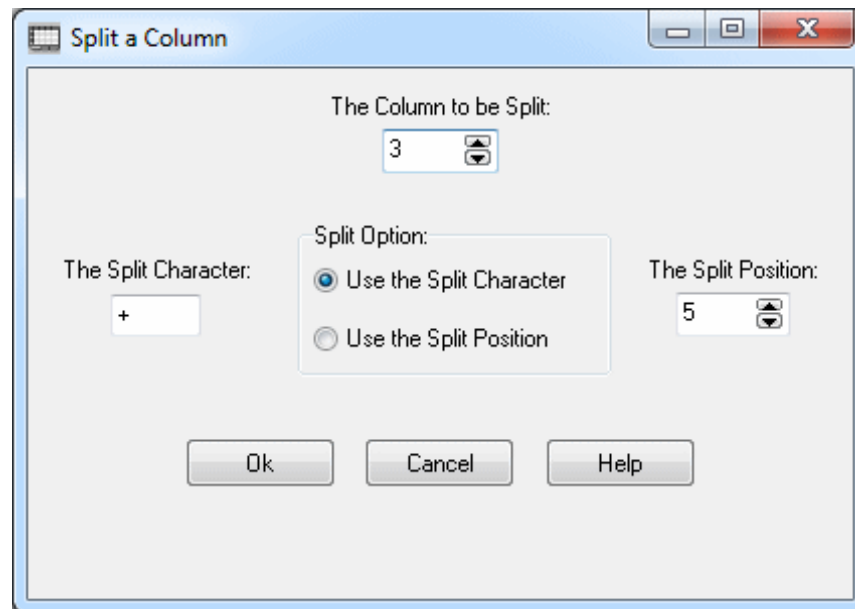 Split a Column
The Column to be Split:
3
Split Option:
The Split Character:
Use the Split Character
The Split Position:
+
5
Use the Split Position
Ok
Cancel
Help